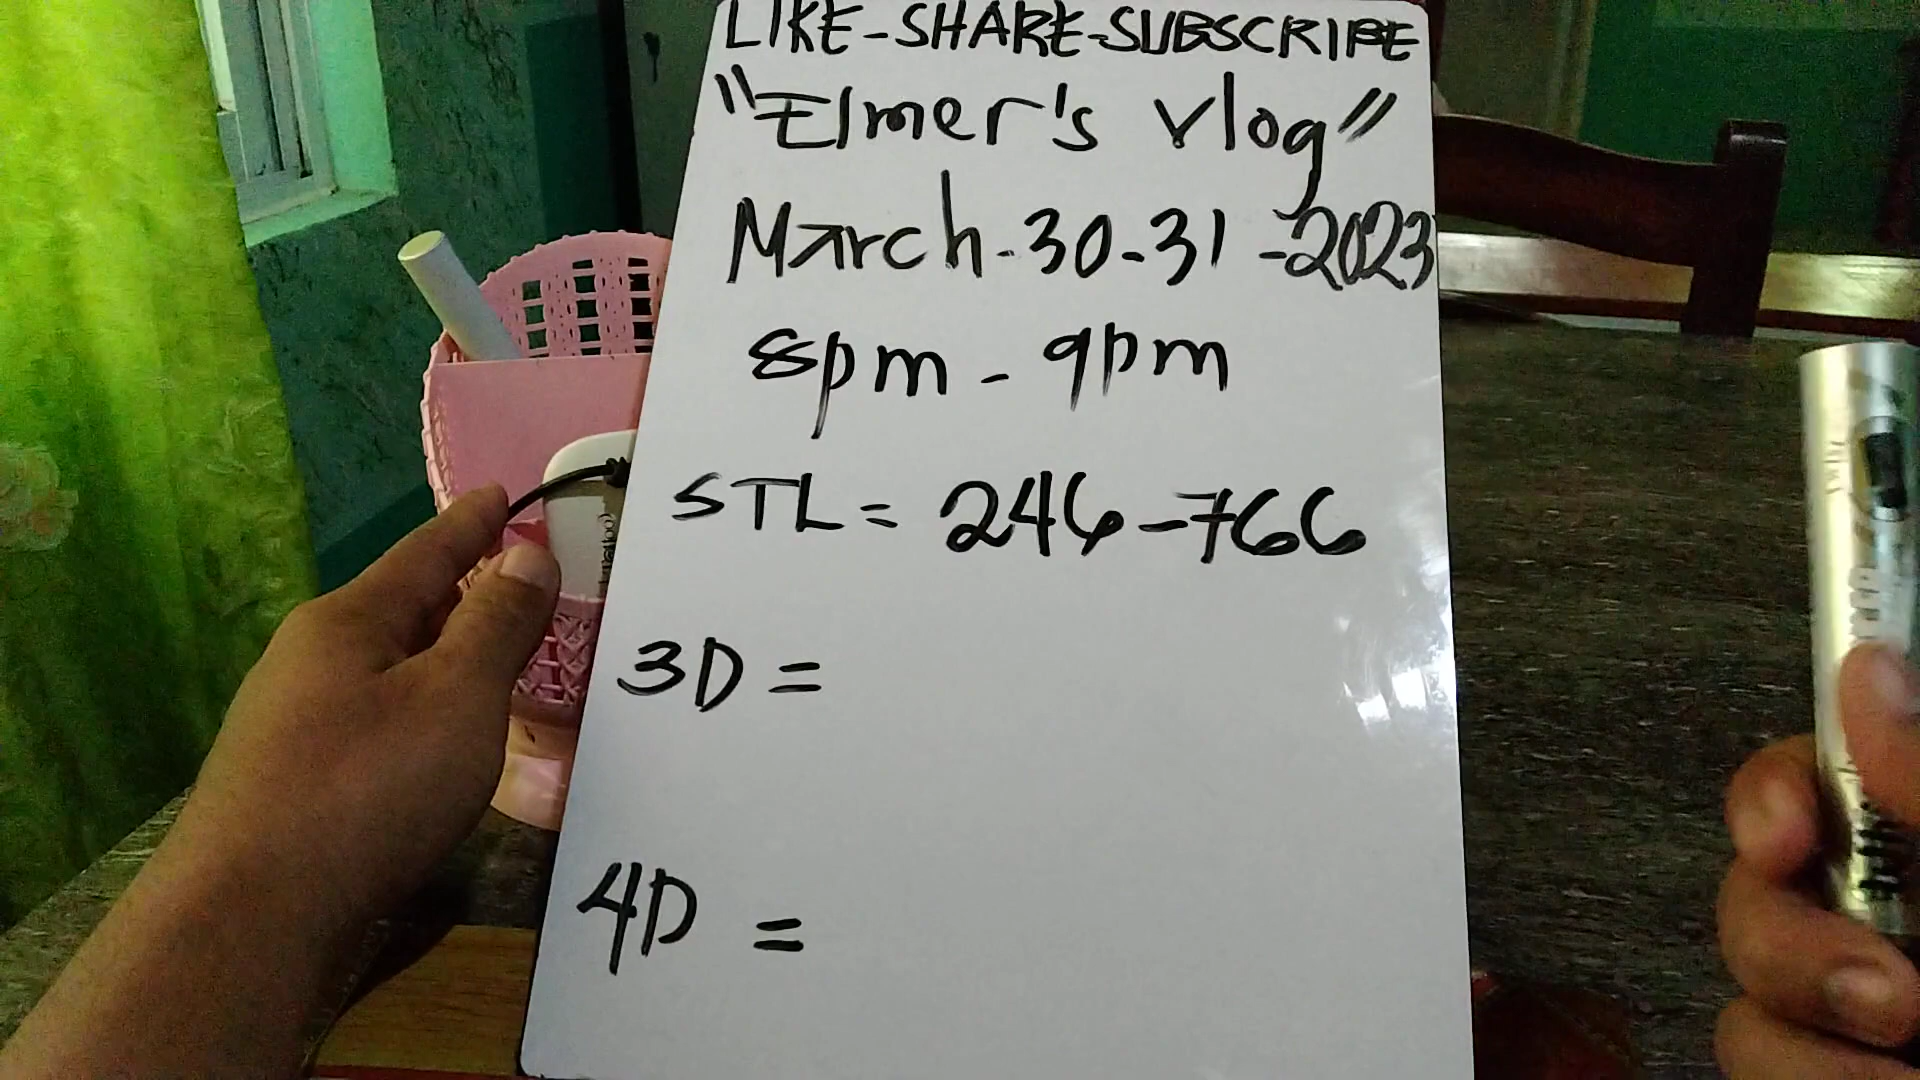 LIKE-SHARE-SUBSCRIBE
"Elmer's vlog"
March-30-31-2023
8pm - 9pm
STL = 246-766
3D =
4D =